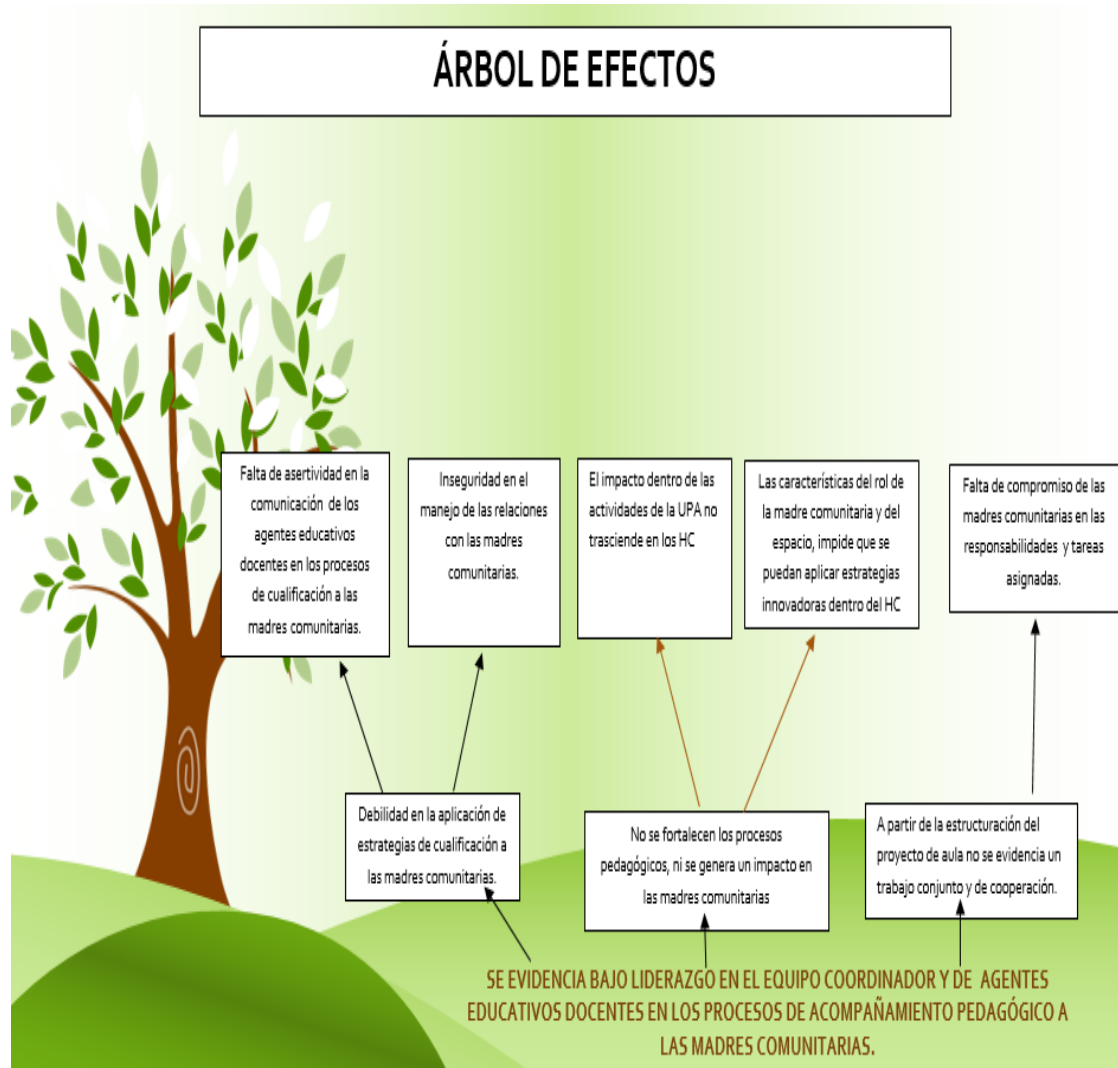 ÁRBOL DE EFECTOS
Falta de asertividad en la
comunicación de los
agentes educativos
docentes en los procesos
de cualificación a las
madres comunitarias.
Inseguridad en el
manejo de las relaciones
con las madres
comunitarias.
El impacto dentro de las
actividades de la UPA no
trasciende en los HC
Las características del rol de
la madre comunitaria y del
espacio, impide que se
puedan aplicar estrategias
innovadoras dentro del HC
Falta de compromiso de las
madres comunitarias en las
responsabilidades y tareas
asignadas.
Debilidad en la aplicación de
estrategias de cualificación a
las madres comunitarias.
No se fortalecen los procesos
pedagógicos, ni se genera un impacto en
las madres comunitarias
A partir de la estructuración del
proyecto de aula no se evidencia un
trabajo conjunto y de cooperación.
SE EVIDENCIA BAJO LIDERAZGO EN EL EQUIPO COORDINADOR Y DE AGENTES
EDUCATIVOS DOCENTES EN LOS PROCESOS DE ACOMPAÑAMIENTO PEDAGÓGICO A
LAS MADRES COMUNITARIAS.